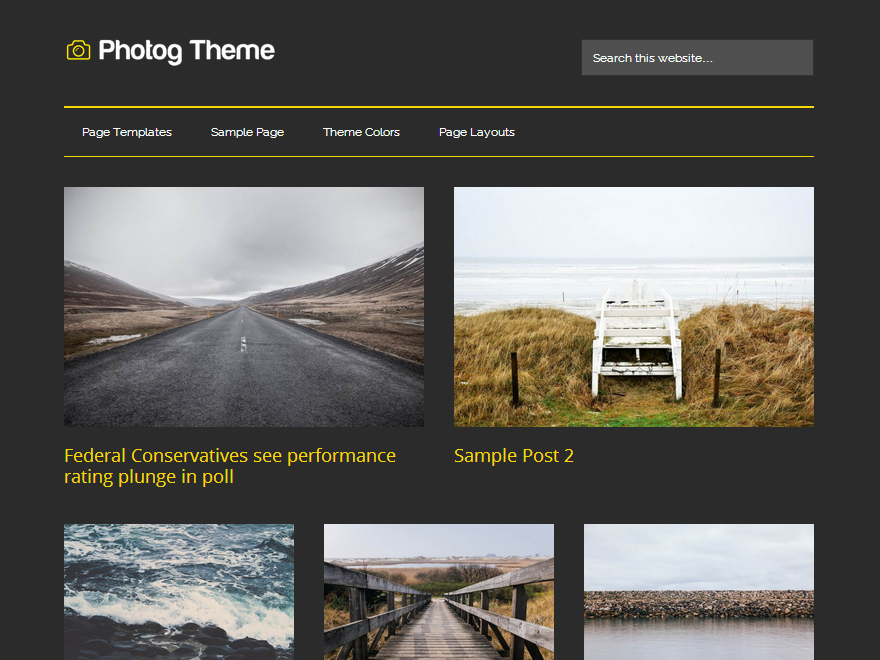 Photog Theme
Search this website...
Page Templates
Sample Page
Theme Colors
Page Layouts
Federal Conservatives see performance
rating plunge in poll
Sample Post 2